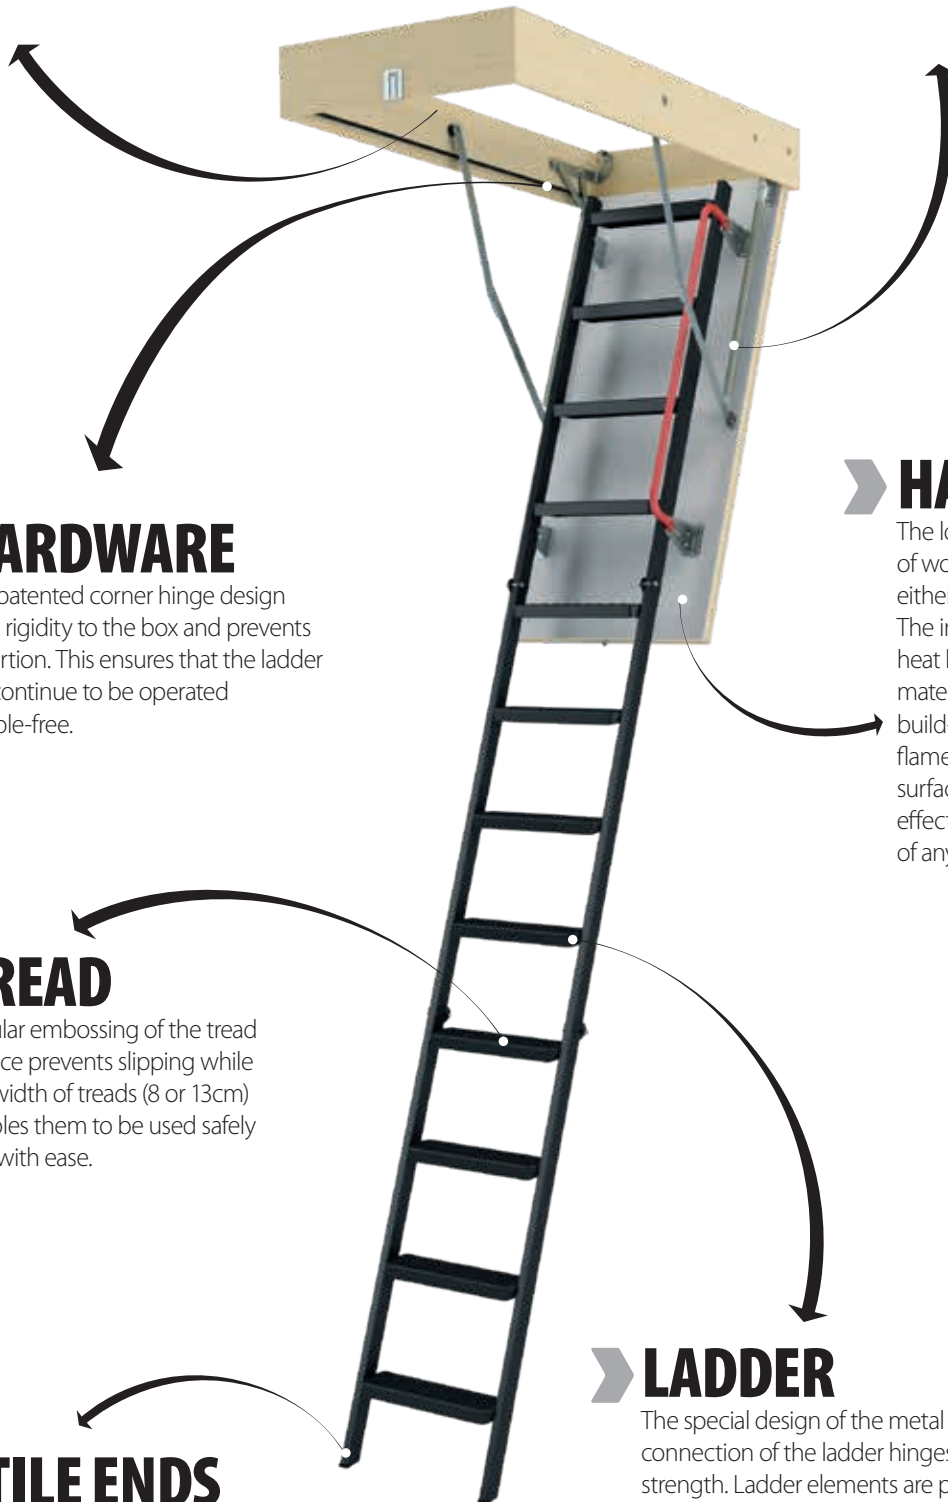 ARDWARE
patented corner hinge design
rigidity to the box and prevents
rtion. This ensures that the ladder
continue to be operated
ble-free.
HA
The lo
of wo
either
The in
heat l
mate
build-
flame
surfac
effect
of any
READ
ular embossing of the tread
ce prevents slipping while
width of treads (8 or 13cm)
bles them to be used safely
with ease.
LADDER
The special design of the metal
connection of the ladder hinges
strength. Ladder elements are p
TILE ENDS